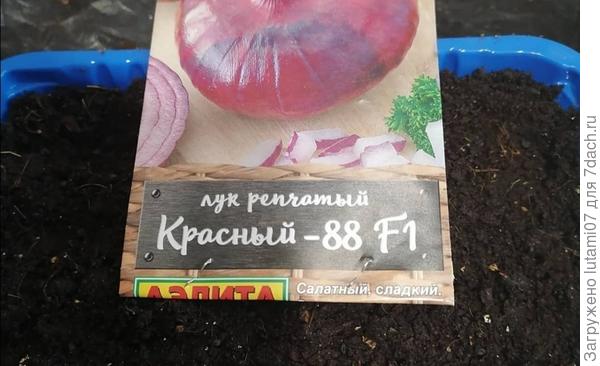 лук репчатый
Красный -88 F1
АЭЛИТА
Салатный, сладкий.
Загружено lutami07 для 7dach.ru